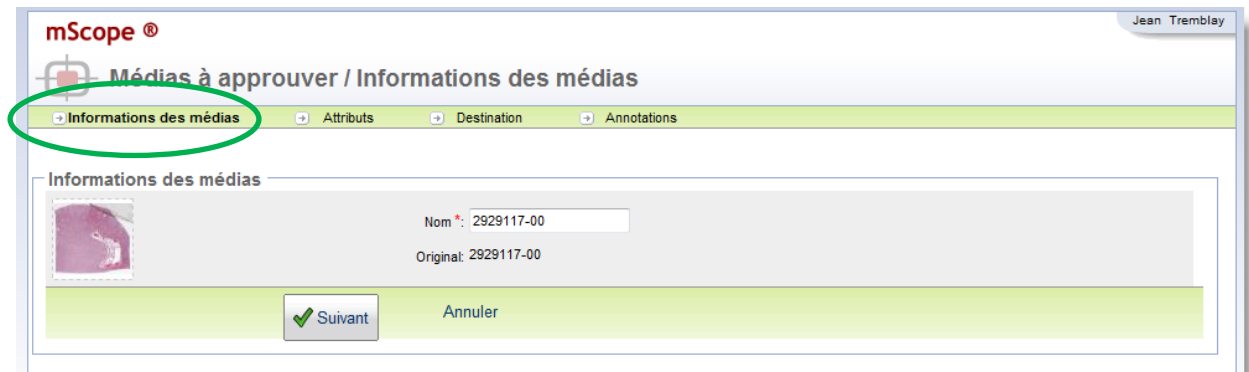 Jean Tremblay
mScope ®
Médias à approuver / Informations des médias
Informations des médias Attributs Destination Annotations
Informations des médias
Nom *: 2929117-00
Original: 2929117-00
Suivant Annuler